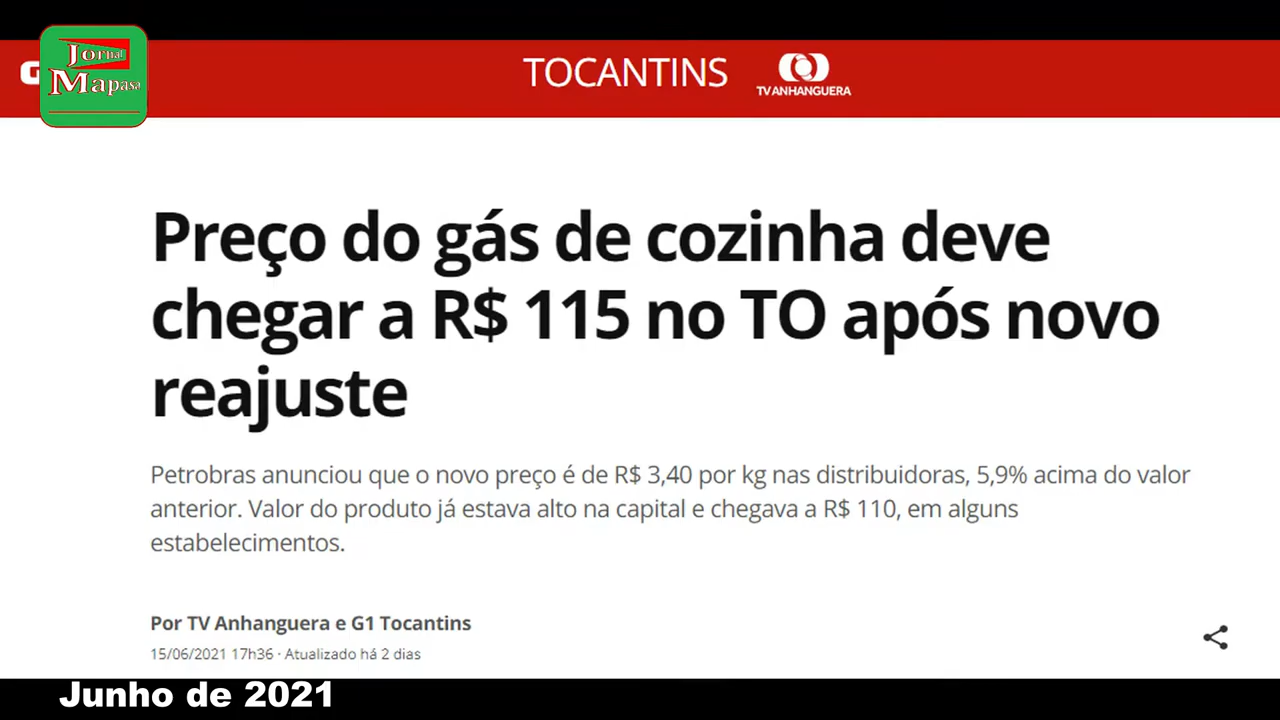 G
Jornal
Mapasa
TOCANTINS
TV ANHANGUERA
Preço do gás de cozinha deve
chegar a R$ 115 no TO após novo
reajuste
Petrobras anunciou que o novo preço é de R$ 3,40 por kg nas distribuidoras, 5,9% acima do valor
anterior. Valor do produto já estava alto na capital e chegava a R$ 110, em alguns
estabelecimentos.
Por TV Anhanguera e G1 Tocantins
15/06/2021 17h36 · Atualizado há 2 dias
Junho de 2021